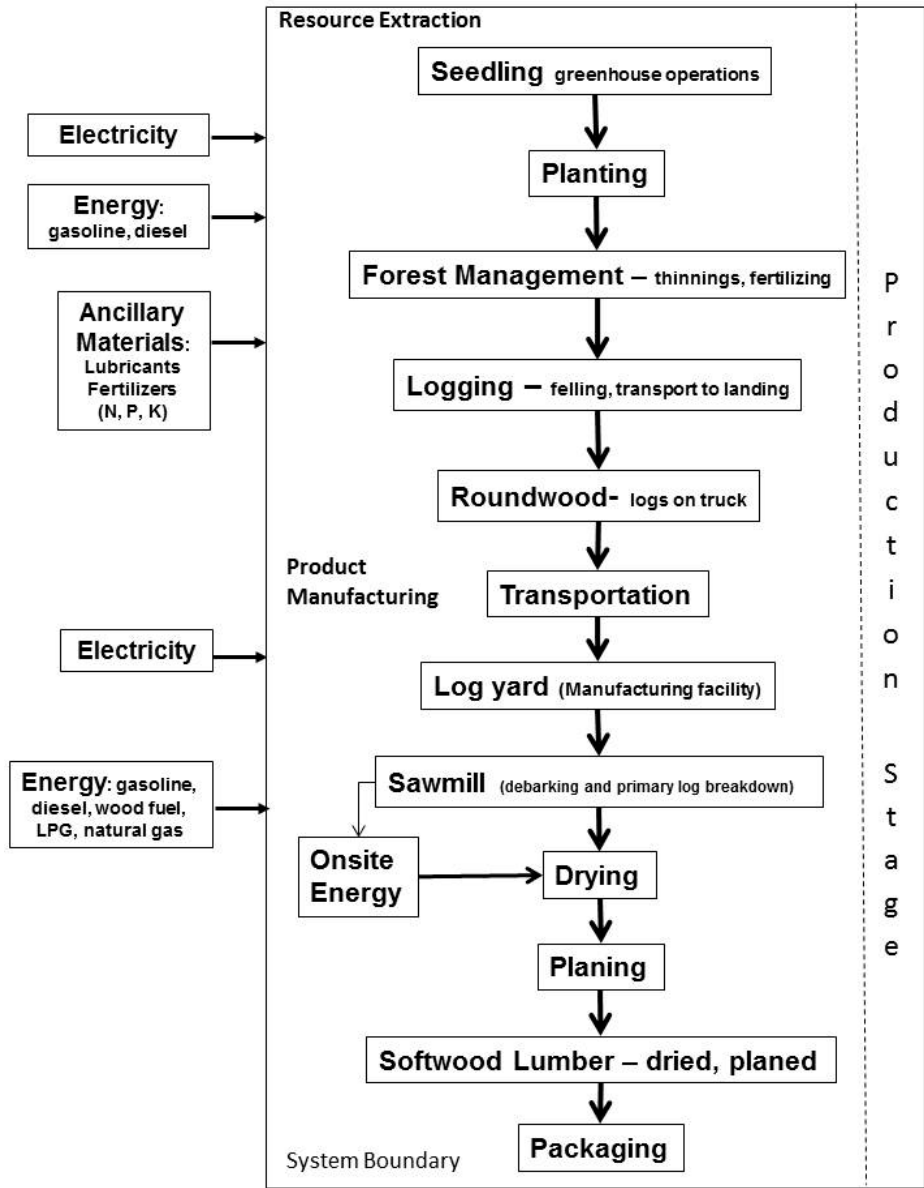 Resource Extraction
Seedling greenhouse operations
Electricity
Planting
Energy:
gasoline, diesel
Forest Management – thinnings, fertilizing
Ancillary
Materials:
Lubricants
Fertilizers
(N, P, K)
Logging – felling, transport to landing
Roundwood- logs on truck
Product
Manufacturing
Transportation
Electricity
Log yard (Manufacturing facility)
Energy: gasoline,
diesel, wood fuel,
LPG, natural gas
Sawmill (debarking and primary log breakdown)
Onsite
Energy
Drying
Planing
Softwood Lumber – dried, planed
Packaging
System Boundary
Production Stage